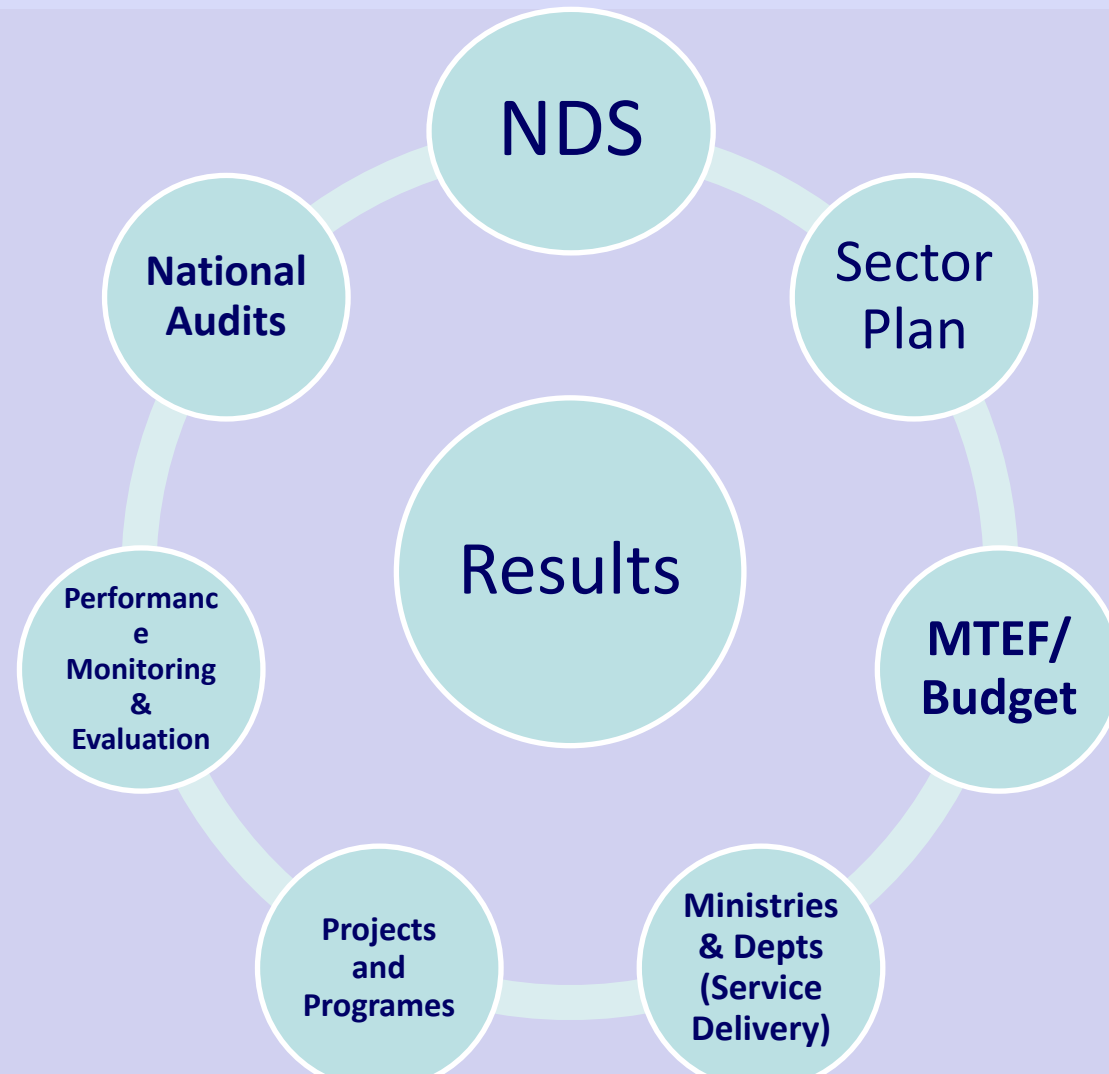 NDS
Sector
Plan
MTEF/
Budget
Ministries
& Depts
(Service
Delivery)
Projects
and
Programes
Performanc
e
Monitoring
&
Evaluation
National
Audits
Results